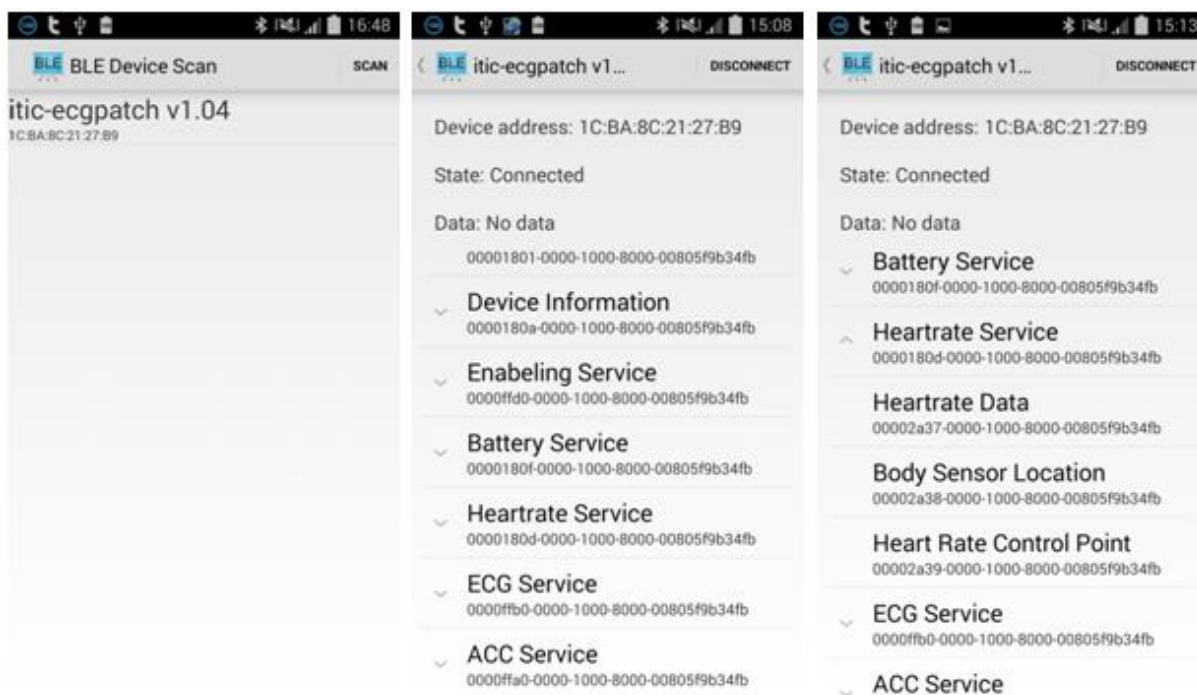 16:48
BLE BLE Device Scan SCAN
itic-ecgpatch v1.04
1C:BA:8C:21:27:B9
15:08
BLE itic-ecgpatch v1... DISCONNECT
Device address: 1C:BA:8C:21:27:B9
State: Connected
Data: No data
00001801-0000-1000-8000-00805f9b34fb
Device Information
0000180a-0000-1000-8000-00805f9b34fb
Enabeling Service
0000ffd0-0000-1000-8000-00805f9b34fb
Battery Service
0000180f-0000-1000-8000-00805f9b34fb
Heartrate Service
0000180d-0000-1000-8000-00805f9b34fb
ECG Service
0000ffb0-0000-1000-8000-00805f9b34fb
ACC Service
0000ffa0-0000-1000-8000-00805f9b34fb
15:13
BLE itic-ecgpatch v1... DISCONNECT
Device address: 1C:BA:8C:21:27:B9
State: Connected
Data: No data
Battery Service
0000180f-0000-1000-8000-00805f9b34fb
Heartrate Service
0000180d-0000-1000-8000-00805f9b34fb
Heartrate Data
00002a37-0000-1000-8000-00805f9b34fb
Body Sensor Location
00002a38-0000-1000-8000-00805f9b34fb
Heart Rate Control Point
00002a39-0000-1000-8000-00805f9b34fb
ECG Service
0000ffb0-0000-1000-8000-00805f9b34fb
ACC Service